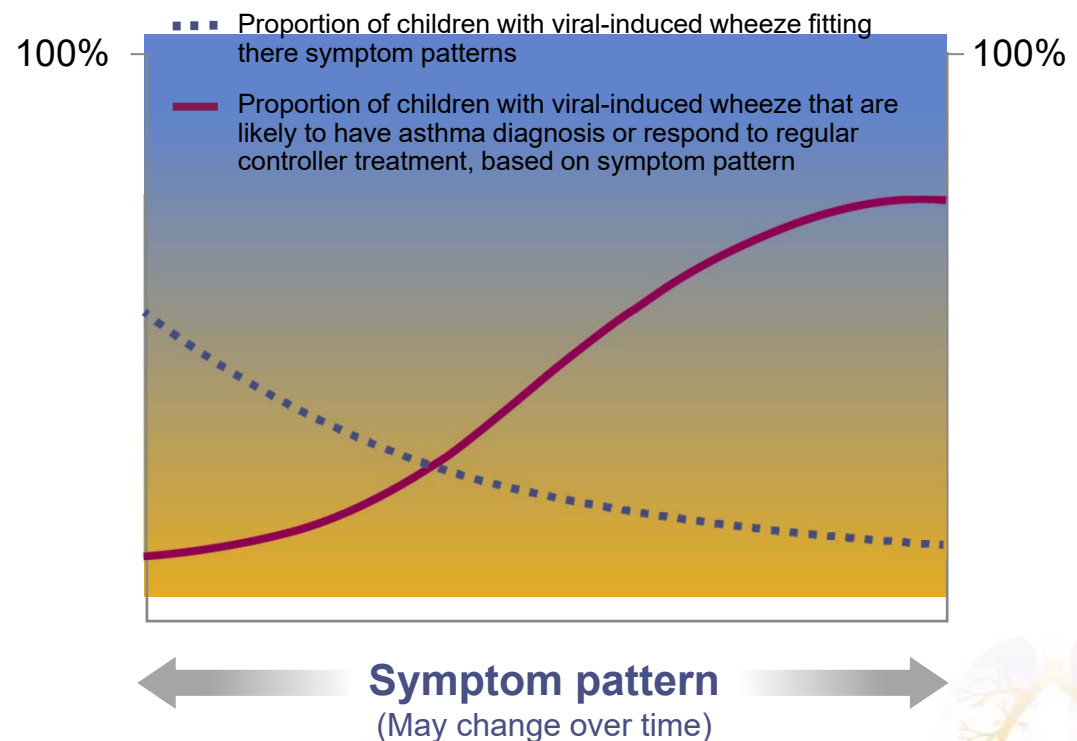 Proportion of children with viral-induced wheeze fitting
there symptom patterns
100%
100%
Proportion of children with viral-induced wheeze that are
likely to have asthma diagnosis or respond to regular
controller treatment, based on symptom pattern
Symptom pattern
(May change over time)